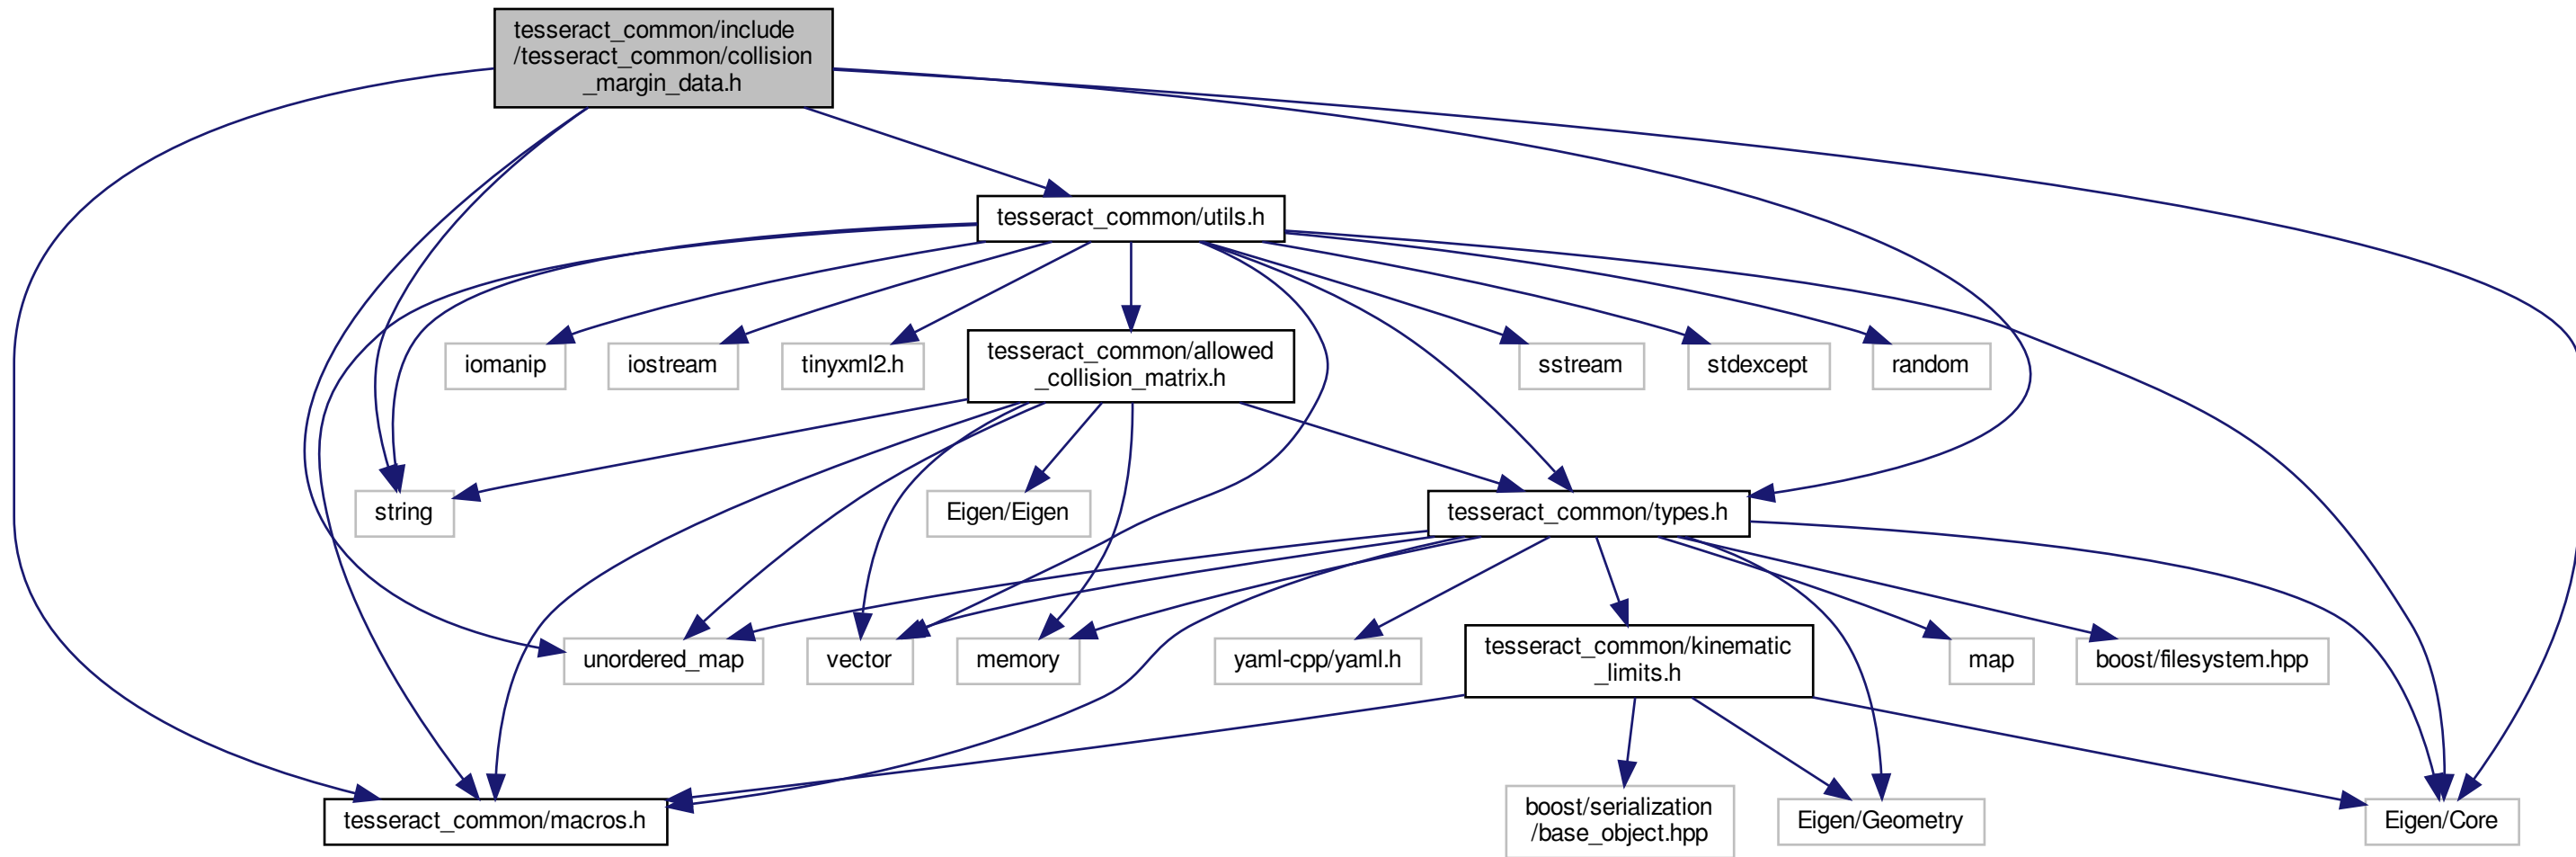 tesseract_common/include
/tesseract_common/collision
_margin_data.h
tesseract_common/utils.h
iomanip
iostream
tinyxml2.h
tesseract_common/allowed
_collision_matrix.h
sstream
stdexcept
random
string
Eigen/Eigen
tesseract_common/types.h
unordered_map
vector
memory
yaml-cpp/yaml.h
tesseract_common/kinematic
_limits.h
map
boost/filesystem.hpp
tesseract_common/macros.h
boost/serialization
/base_object.hpp
Eigen/Geometry
Eigen/Core